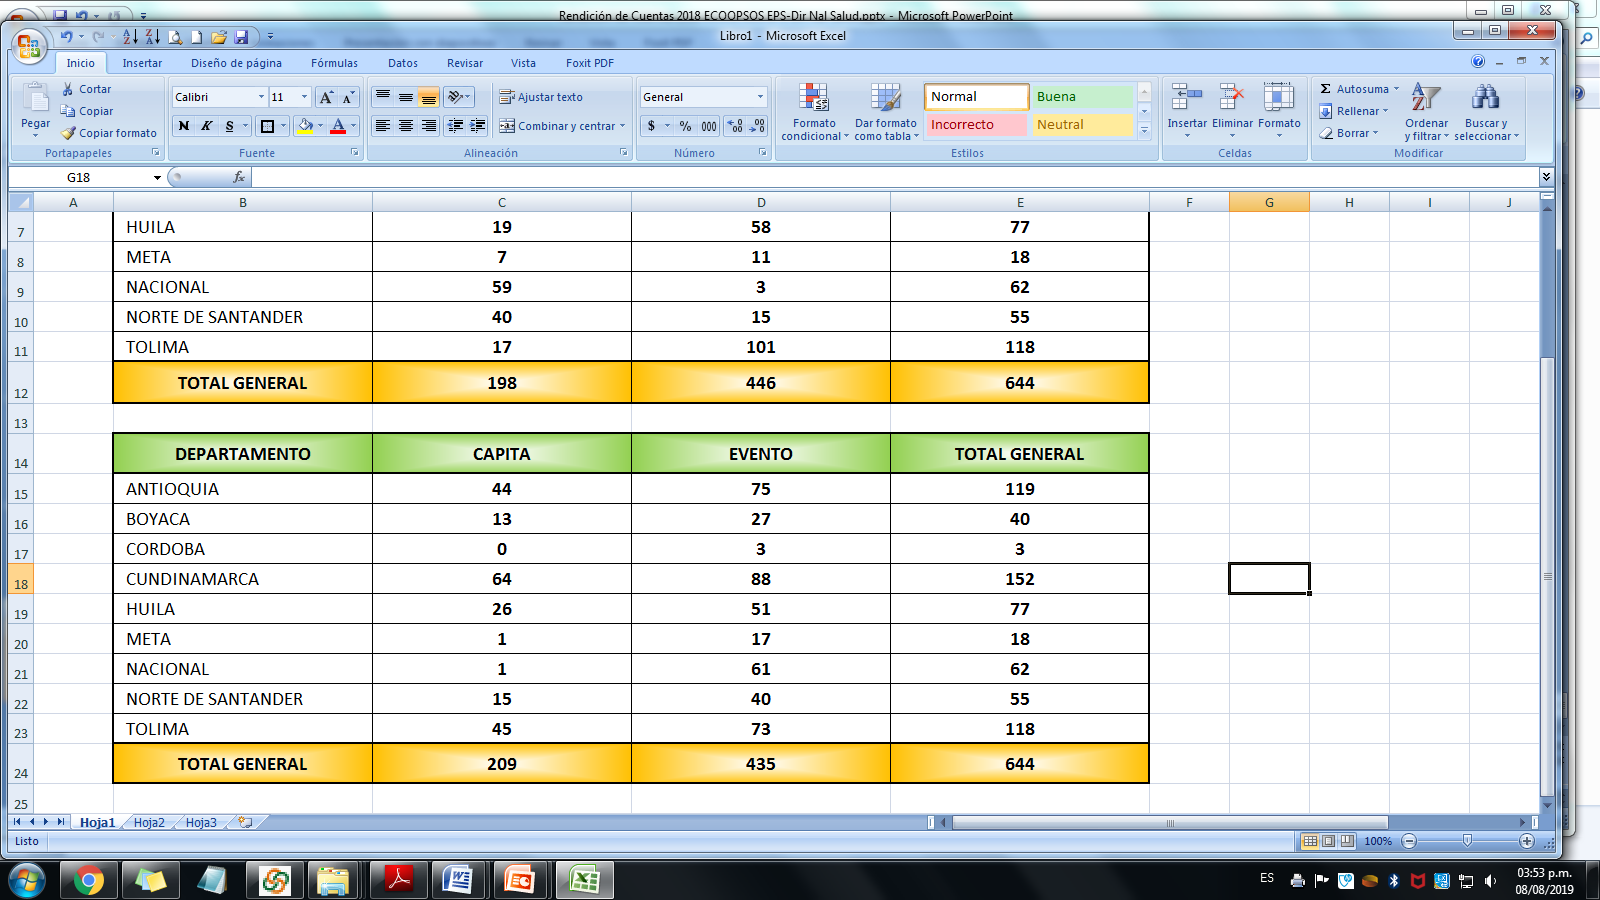 Rendición de Cuentas 2018 ECOOPSOS EPS-Dir Nal Salud.pptx - Microsoft PowerPoint
Libro1 - Microsoft Excel
Inicio Insertar Diseño de página Fórmulas Datos Revisar Vista Foxit PDF
Pegar Cortar Copiar Copiar formato
Calibri 11
N K S
Ajustar texto
Combinar y centrar
General
$ % 000
Formato condicional Dar formato como tabla
Normal Buena
Incorrecto Neutral
Insertar Eliminar Formato
Autosuma
Rellenar
Borrar
Ordenar y filtrar Buscar y seleccionar
Portapapeles Fuente Alineación Número Estilos Celdas Modificar
G18 fx
A B C D E F G H I J
7 HUILA 19 58 77
8 META 7 11 18
9 NACIONAL 59 3 62
10 NORTE DE SANTANDER 40 15 55
11 TOLIMA 17 101 118
12 TOTAL GENERAL 198 446 644
13
14 DEPARTAMENTO CAPITA EVENTO TOTAL GENERAL
15 ANTIOQUIA 44 75 119
16 BOYACA 13 27 40
17 CORDOBA 0 3 3
18 CUNDINAMARCA 64 88 152
19 HUILA 26 51 77
20 META 1 17 18
21 NACIONAL 1 61 62
22 NORTE DE SANTANDER 15 40 55
23 TOLIMA 45 73 118
24 TOTAL GENERAL 209 435 644
25
Hoja1 Hoja2 Hoja3
Listo 100%
ES 03:53 p.m.
08/08/2019